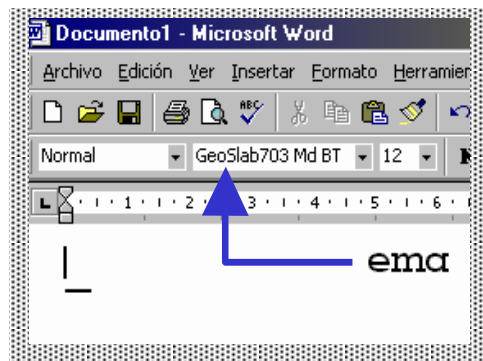 Documento1 - Microsoft Word
Archivo Edición Ver Insertar Formato
ABC
Normal GeoSlab703 Md BT 12 N
1 2 3 4 5 6
ema